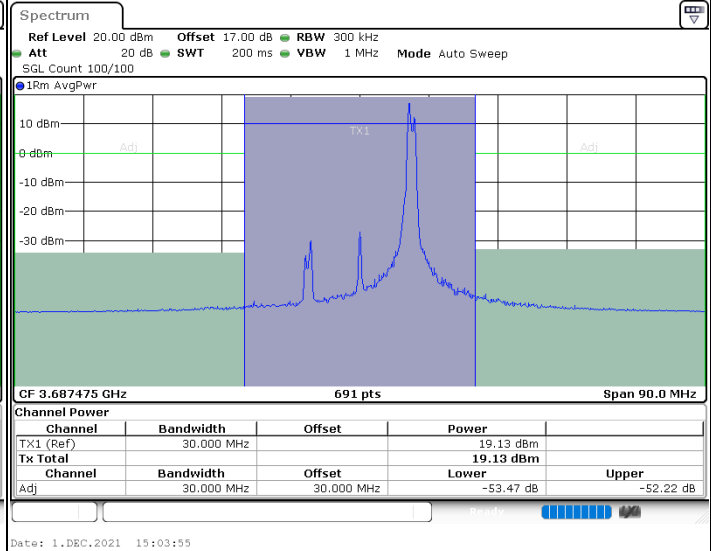 Spectrum
Ref Level 20.00 dBm Offset 17.00 dB RBW 300 kHz
Att 20 dB SWT 200 ms VBW 1 MHz Mode Auto Sweep
SGL Count 100/100
1Rm AvgPwr
10 dBm
TX1
0 dBm
Adj
Adj
-10 dBm
-20 dBm
-30 dBm
CF 3.687475 GHz 691 pts Span 90.0 MHz
Channel Power
Channel Bandwidth Offset Power
TX1 (Ref) 30.000 MHz 19.13 dBm
Tx Total 19.13 dBm
Channel Bandwidth Offset Lower Upper
Adj 30.000 MHz 30.000 MHz -53.47 dB -52.22 dB
Ready
Date: 1.DEC.2021 15:03:55